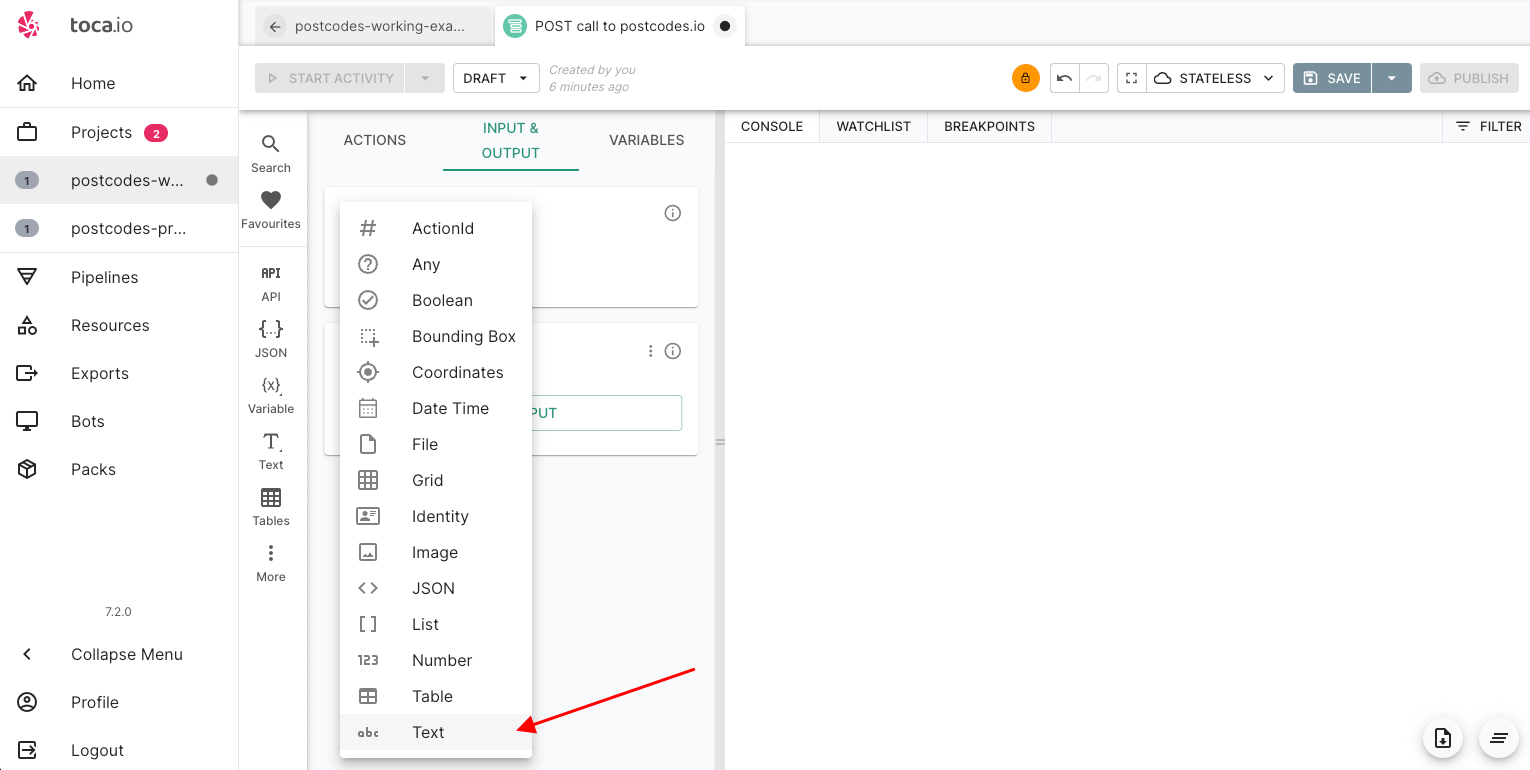 toca.io
Home
Projects 2
1 postcodes-w...
1 postcodes-pr...
Pipelines
Resources
Exports
Bots
Packs
7.2.0
Collapse Menu
Profile
Logout
postcodes-working-exa...
POST call to postcodes.io
START ACTIVITY
DRAFT
Created by you
6 minutes ago
STATELESS
SAVE
PUBLISH
Search
Favourites
API
API
{...}
JSON
{x}
Variable
T
Text
Tables
More
ACTIONS
INPUT &
OUTPUT
VARIABLES
PUT
# ActionId
? Any
Boolean
Bounding Box
Coordinates
Date Time
File
Grid
Identity
Image
<> JSON
[ ] List
123 Number
Table
abc Text
CONSOLE
WATCHLIST
BREAKPOINTS
FILTER